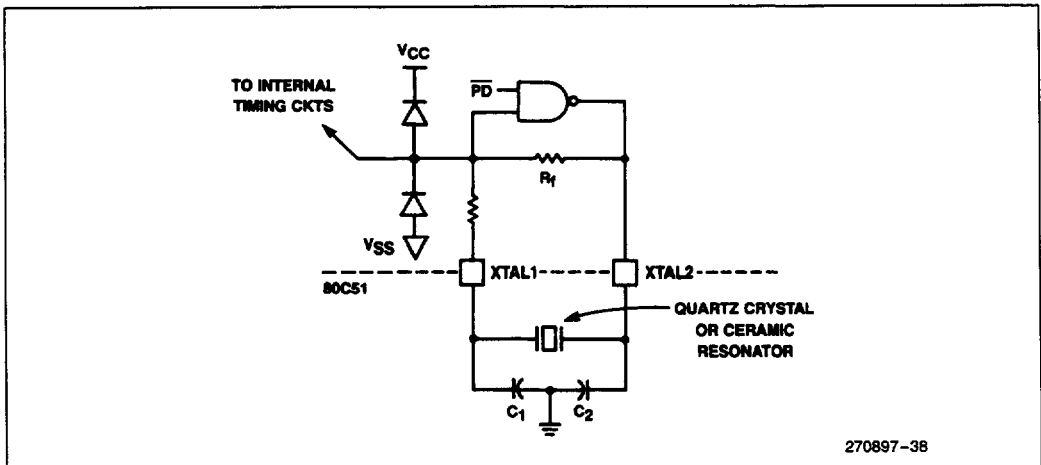 VCC
TO INTERNAL
TIMING CKTS
PD
Rf
VSS
XTAL1
XTAL2
80C51
QUARTZ CRYSTAL
OR CERAMIC
RESONATOR
C1
C2
270897-38